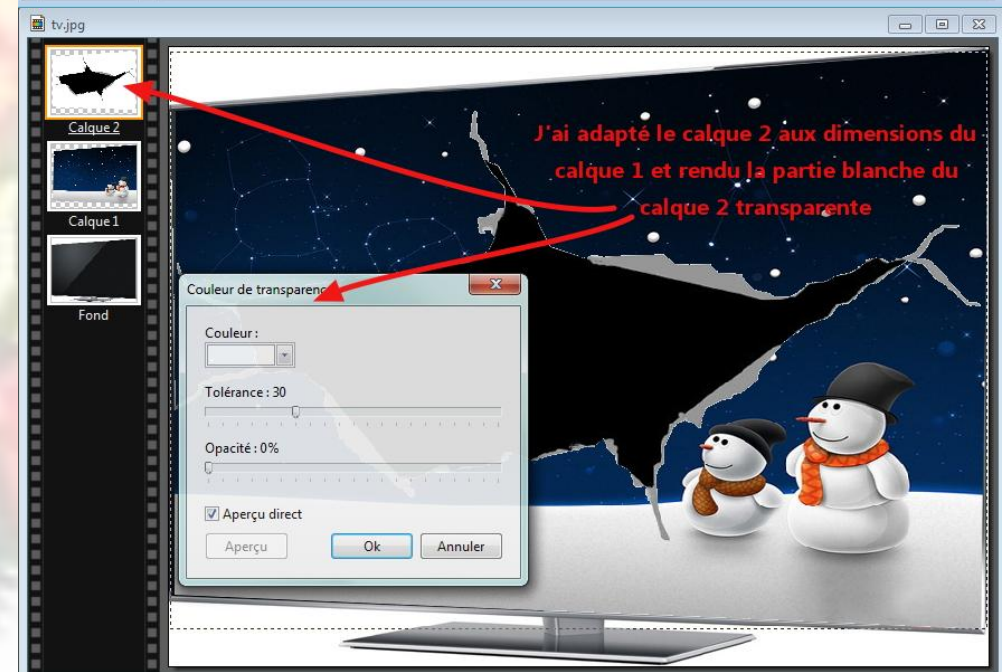 tv.jpg
Calque 2
Calque 1
Fond
J'ai adapté le calque 2 aux dimensions du
calque 1 et rendu la partie blanche du
calque 2 transparente
Couleur de transparen
Couleur :
Tolérance : 30
Opacité : 0%
Aperçu direct
Aperçu
Ok
Annuler